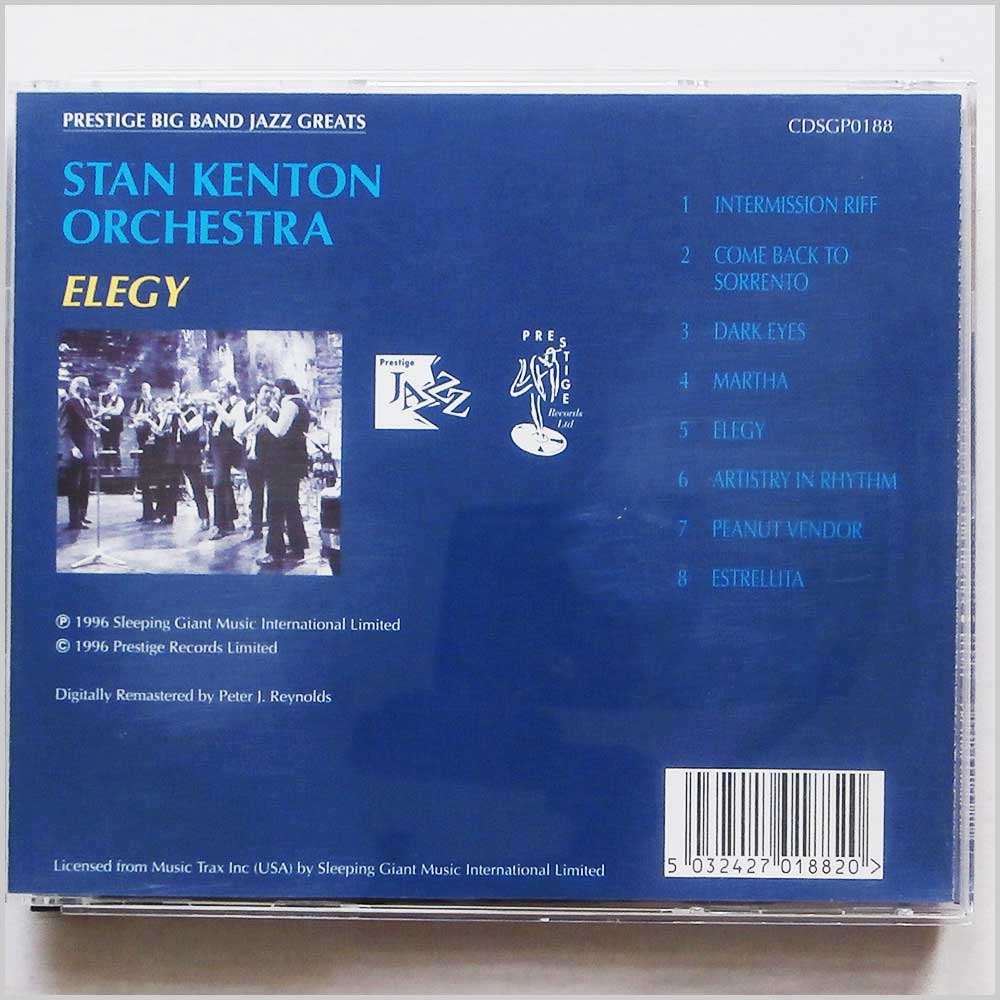 PRESTIGE BIG BAND JAZZ GREATS
CDSGP0188
STAN KENTON
ORCHESTRA
ELEGY
1 INTERMISSION RIFF
2 COME BACK TO
SORRENTO
3 DARK EYES
4 MARTHA
5 ELEGY
6 ARTISTRY IN RHYTHM
7 PEANUT VENDOR
8 ESTRELLITA
Prestige
JAZZ
PRESTIGE
Records
Ltd
℗ 1996 Sleeping Giant Music International Limited
© 1996 Prestige Records Limited
Digitally Remastered by Peter J. Reynolds
Licensed from Music Trax Inc (USA) by Sleeping Giant Music International Limited
5 032427 018820 >